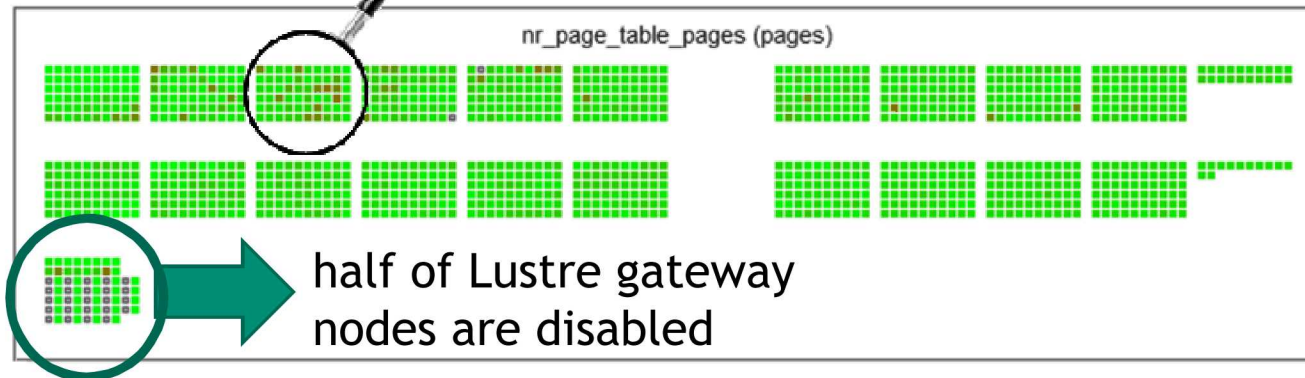 nr_page_table_pages (pages)
half of Lustre gateway
nodes are disabled